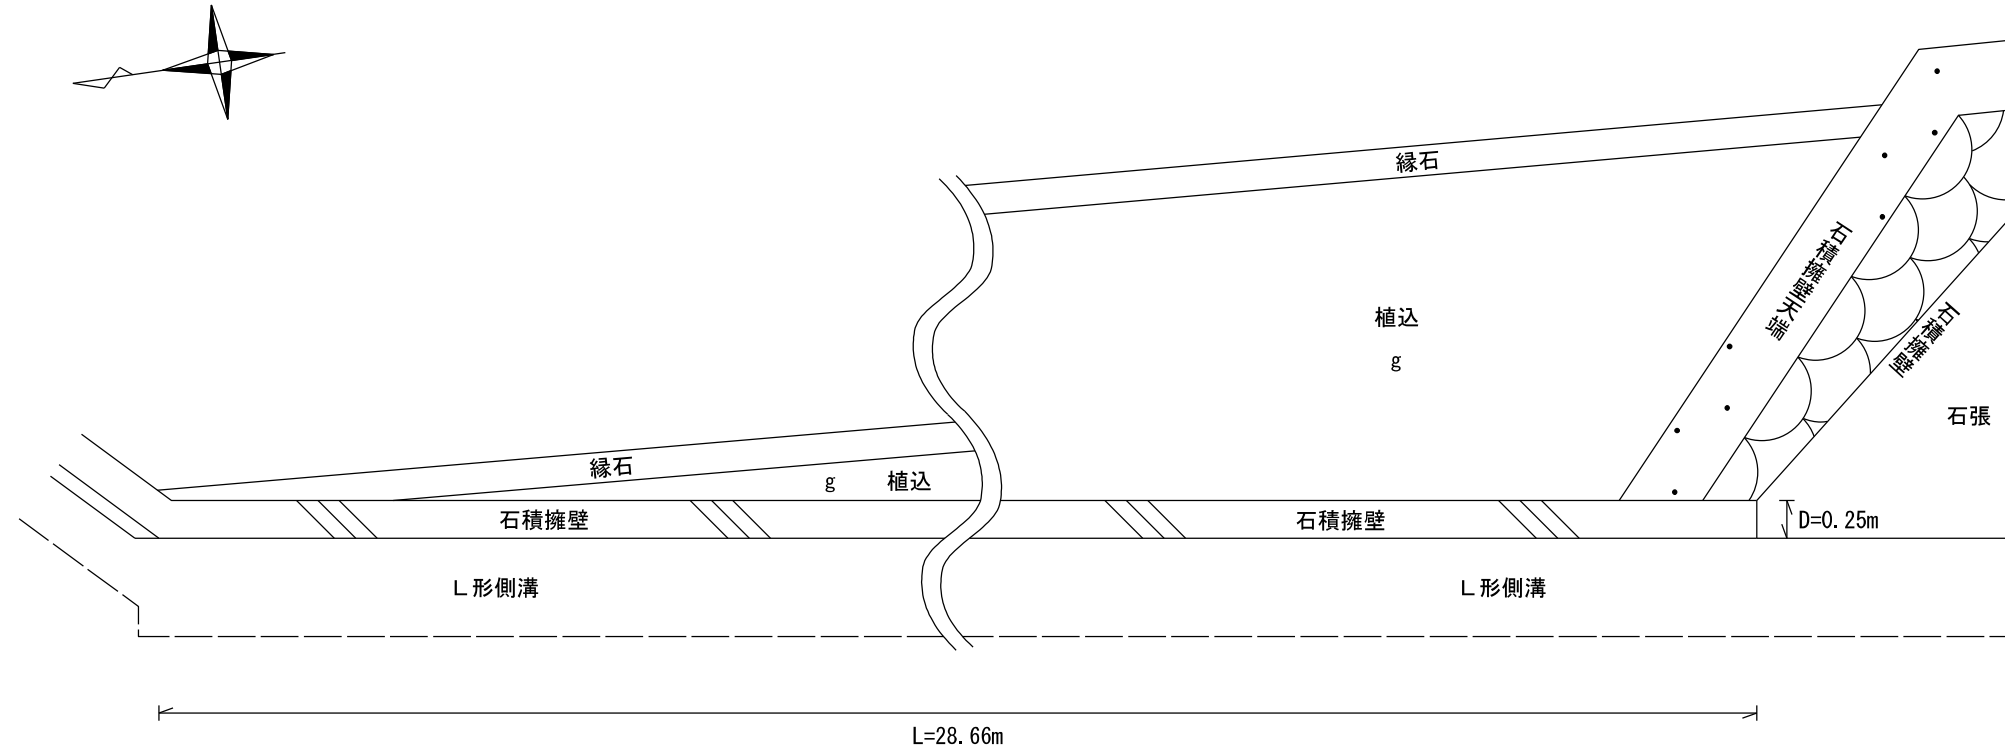 縁石
石積擁壁天端
植込
g
石積擁壁
石張
縁石
g 植込
石積擁壁
石積擁壁
D=0.25m
L形側溝
L形側溝
L=28.66m